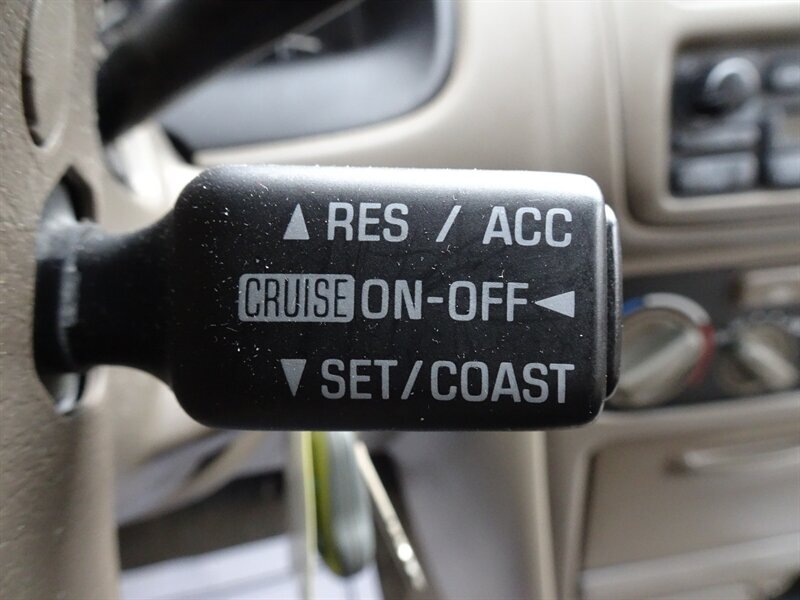 ▲ RES / ACC
CRUISE ON-OFF ◄
▼ SET/COAST